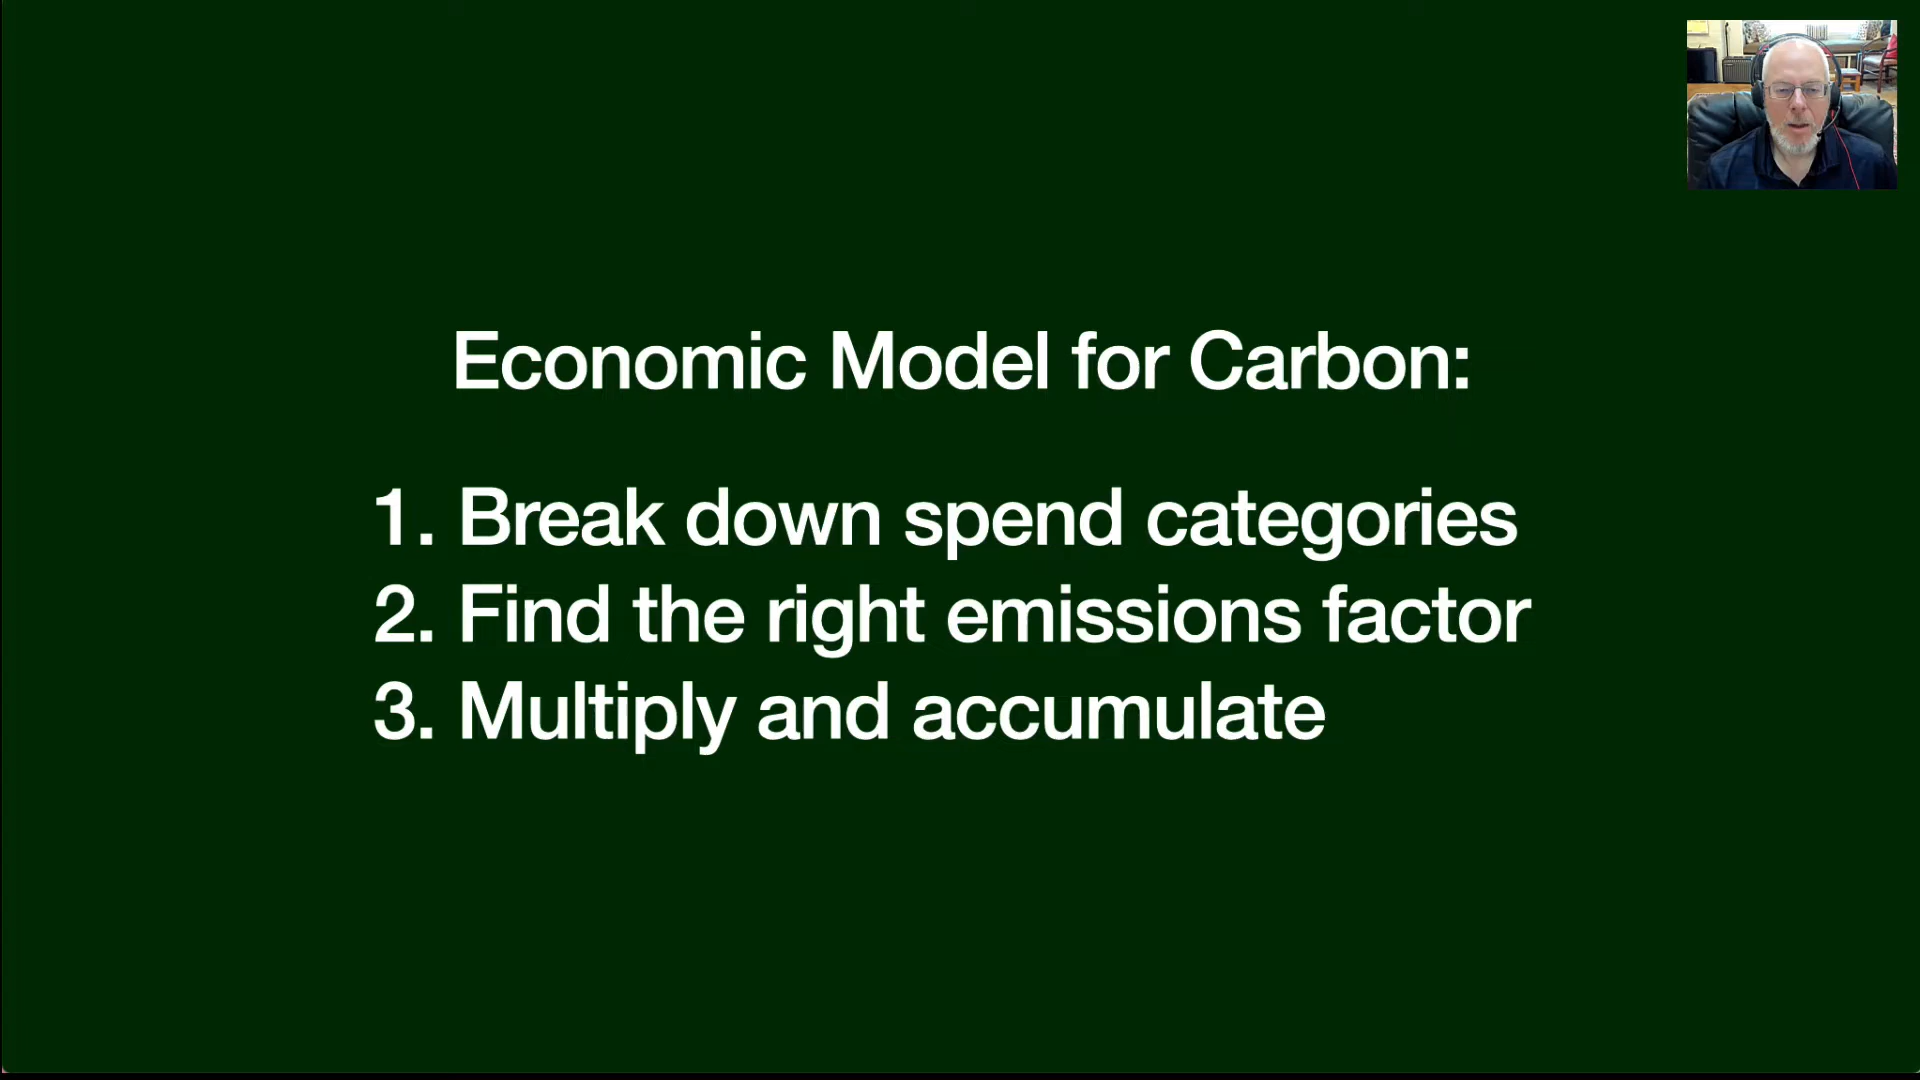 Economic Model for Carbon:
1. Break down spend categories
2. Find the right emissions factor
3. Multiply and accumulate